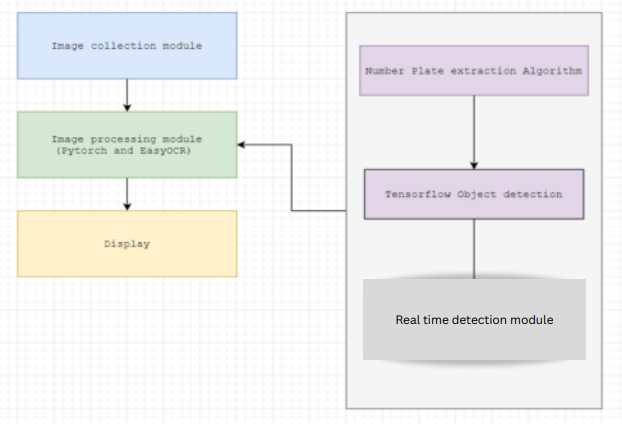 Image collection module
Image processing module
(Pytorch and EasyOCR)
Display
Number Plate extraction Algorithm
Tensorflow Object detection
Real time detection module